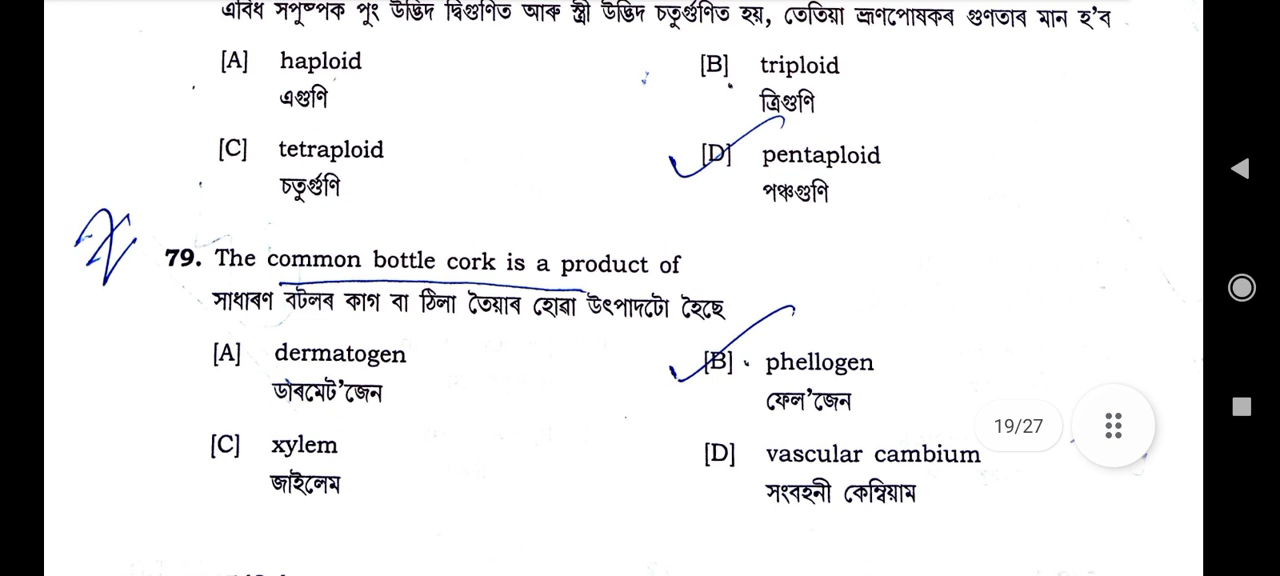 এবিধ সপুষ্পক পুং উদ্ভিদ দ্বিগুণিত আৰু স্ত্ৰী উদ্ভিদ চতুৰ্গুণিত হয়, তেতিয়া ভ্ৰূণপোষকৰ গুণতাৰ মান হ'ব
[A] haploid
এগুণি
[B] triploid
ত্ৰিগুণি
[C] tetraploid
চতুৰ্গুণি
[D] pentaploid
পঞ্চগুণি
79. The common bottle cork is a product of
সাধাৰণ বটলৰ কাগ বা ঠিলা তৈয়াৰ হোৱা উৎপাদটো হৈছে
[A] dermatogen
ডাৰমেট'জেন
[B] phellogen
ফেল'জেন
[C] xylem
জাইলেম
[D] vascular cambium
সংবহনী কেম্বিয়াম
19/27